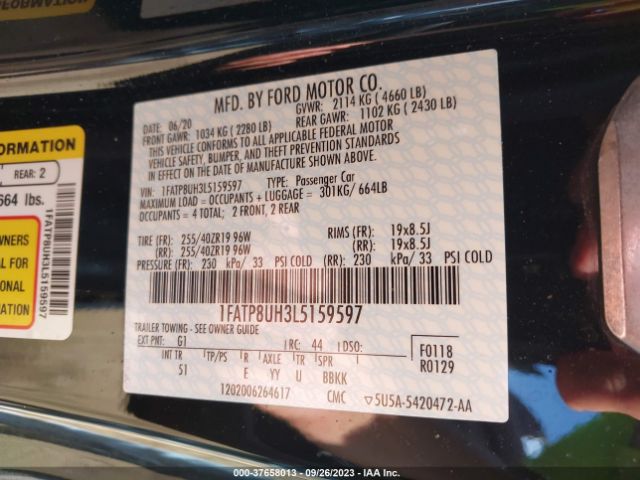 FORMATION
MFD. BY FORD MOTOR CO.
DATE: 06/20 GVWR: 2114 KG ( 4660 LB)
FRONT GAWR: 1034 KG ( 2280 LB) REAR GAWR: 1102 KG ( 2430 LB)
THIS VEHICLE CONFORMS TO ALL APPLICABLE FEDERAL MOTOR
VEHICLE SAFETY, BUMPER, AND THEFT PREVENTION STANDARDS
IN EFFECT ON THE DATE OF MANUFACTURE SHOWN ABOVE.
VIN: 1FATP8UH3L5159597 TYPE: Passenger Car
MAXIMUM LOAD = OCCUPANTS + LUGGAGE = 301KG/ 664LB
OCCUPANTS = 4 TOTAL; 2 FRONT, 2 REAR
TIRE (FR): 255/40ZR19 96W RIMS (FR): 19x8.5J
(RR): 255/40ZR19 96W (RR): 19x8.5J
PRESSURE (FR): 230 kPa/ 33 PSI COLD (RR): 230 kPa/ 33 PSI COLD
1FATP8UH3L5159597
TRAILER TOWING - SEE OWNER GUIDE
EXT PNT: G1 RC: 44 DSO: F0118
INT TR TP/PS R AXLE TR SPR R0129
51 E YY U BBKK
1202006264617 CMC 5U5A-5420472-AA
ORMATION
REAR: 2
664 lbs.
WNERS
AL FOR
TIONAL
MATION
1FATP8UH3L5159597
000-37658013 - 09/26/2023 - IAA Inc.